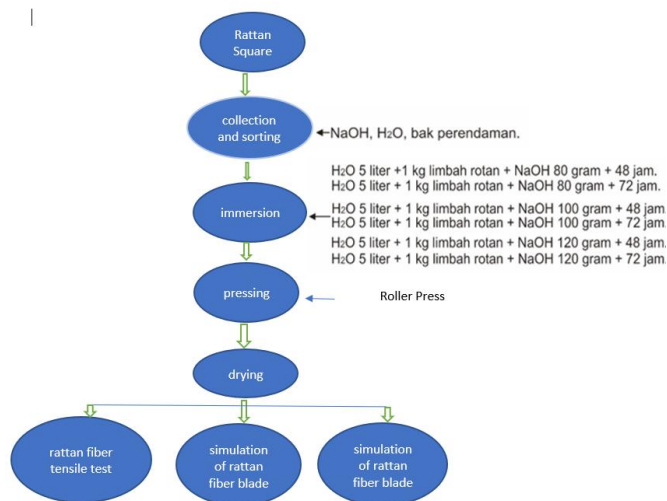 Rattan
Square
collection
and sorting
NaOH, H2O, bak perendaman.
H2O 5 liter +1 kg limbah rotan + NaOH 80 gram + 48 jam.
H2O 5 liter + 1 kg limbah rotan + NaOH 80 gram + 72 jam.
immersion
H2O 5 liter + 1 kg limbah rotan + NaOH 100 gram + 48 jam.
H2O 5 liter + 1 kg limbah rotan + NaOH 100 gram + 72 jam.
H2O 5 liter + 1 kg limbah rotan + NaOH 120 gram + 48 jam.
H2O 5 liter + 1 kg limbah rotan + NaOH 120 gram + 72 jam.
pressing
Roller Press
drying
rattan fiber
tensile test
simulation
of rattan
fiber blade
simulation
of rattan
fiber blade